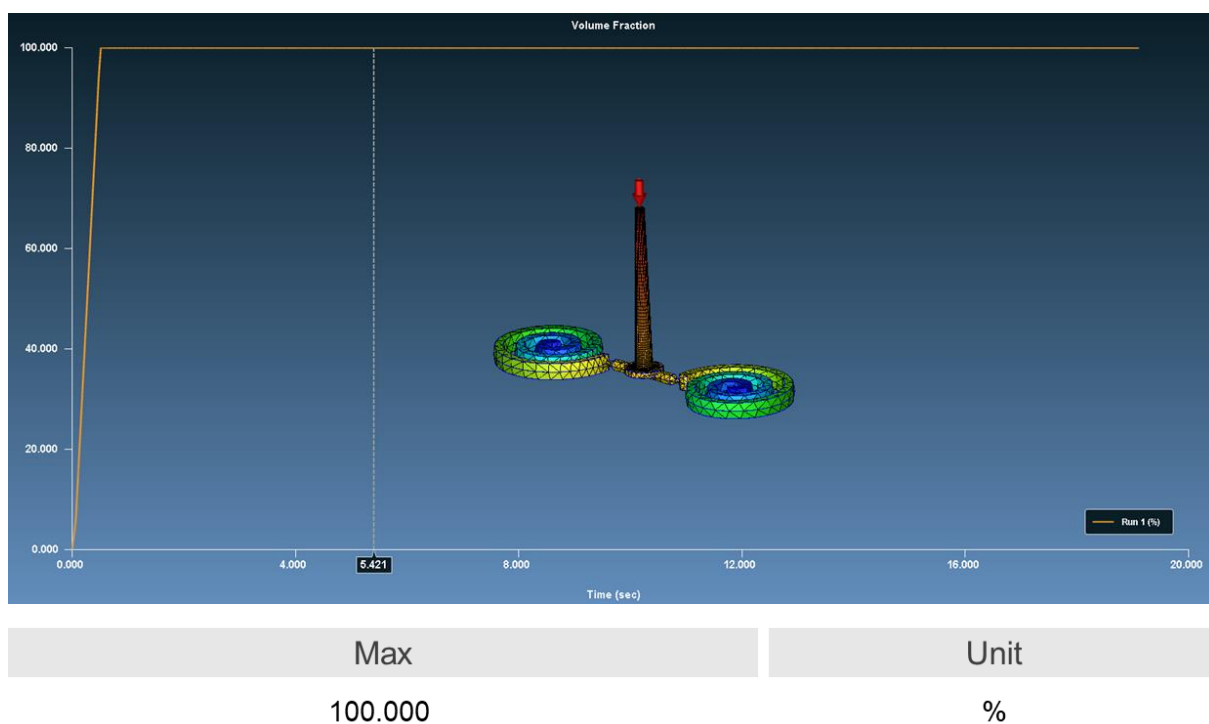 Volume Fraction
100.000
80.000
60.000
40.000
20.000
0.000
Run 1 (%)
0.000 4.000 5.421 8.000 12.000 16.000 20.000
Time (sec)
Max Unit
100.000 %